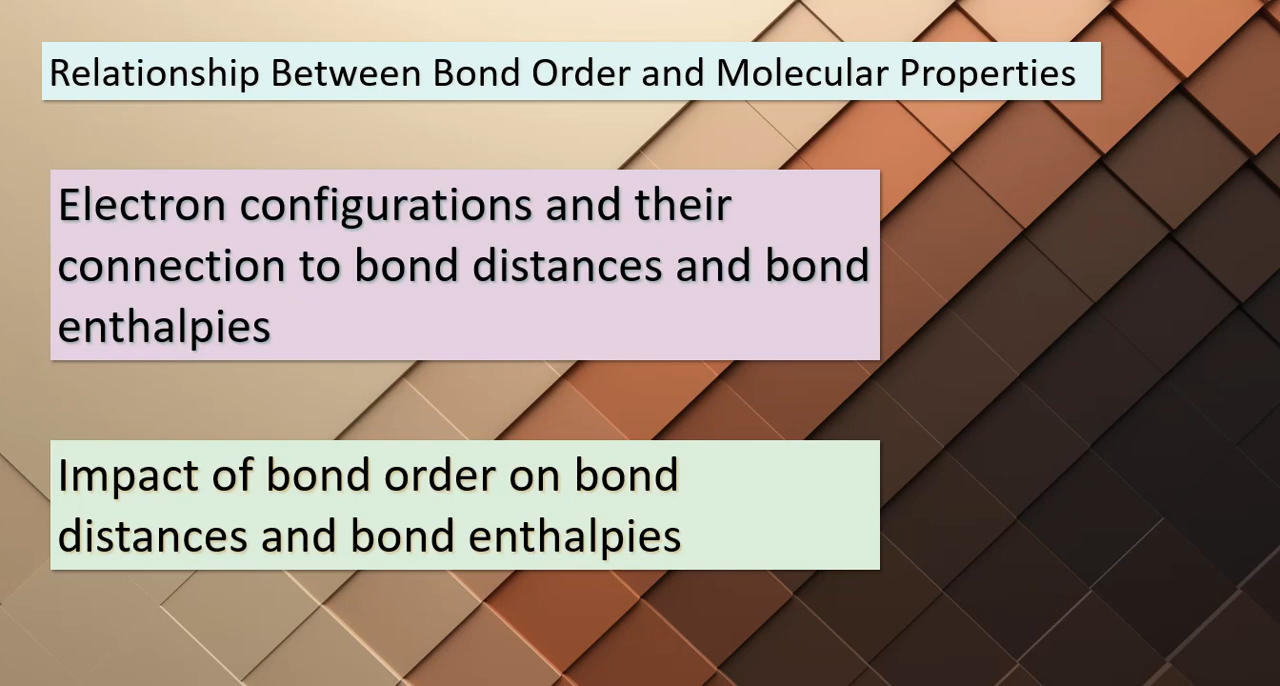 Relationship Between Bond Order and Molecular Properties
Electron configurations and their
connection to bond distances and bond
enthalpies
Impact of bond order on bond
distances and bond enthalpies